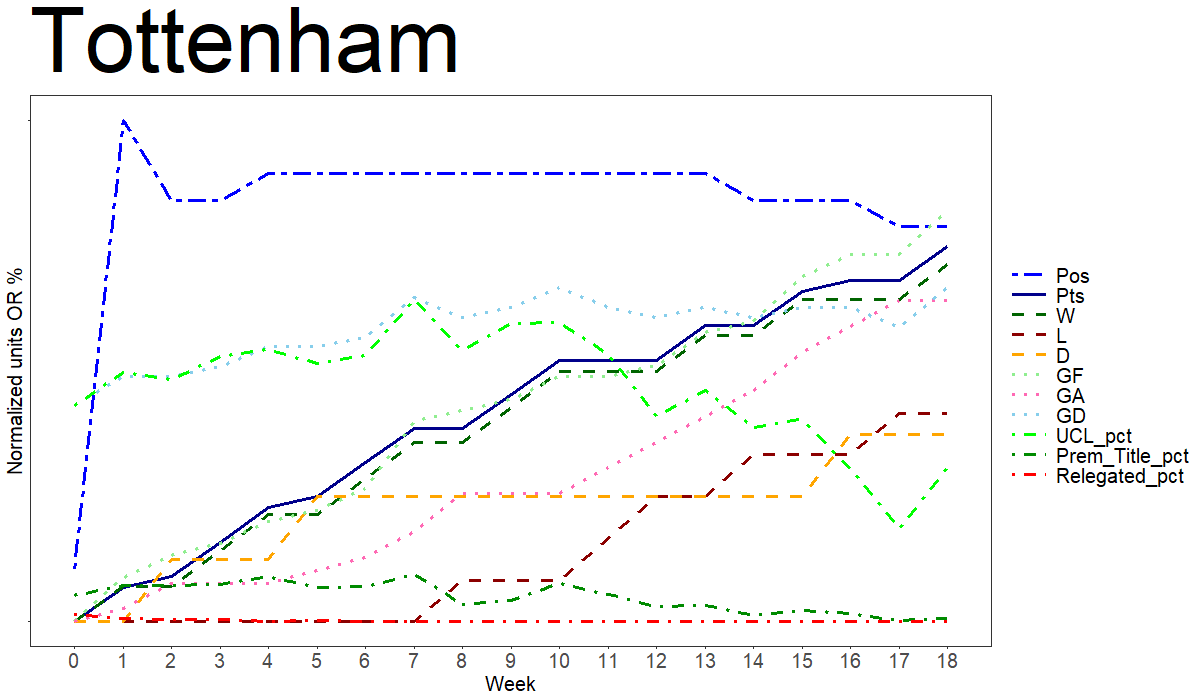 Tottenham
Normalized units OR %
0 1 2 3 4 5 6 7 8 9 10 11 12 13 14 15 16 17 18
Week
Pos
Pts
W
L
D
GF
GA
GD
UCL_pct
Prem_Title_pct
Relegated_pct